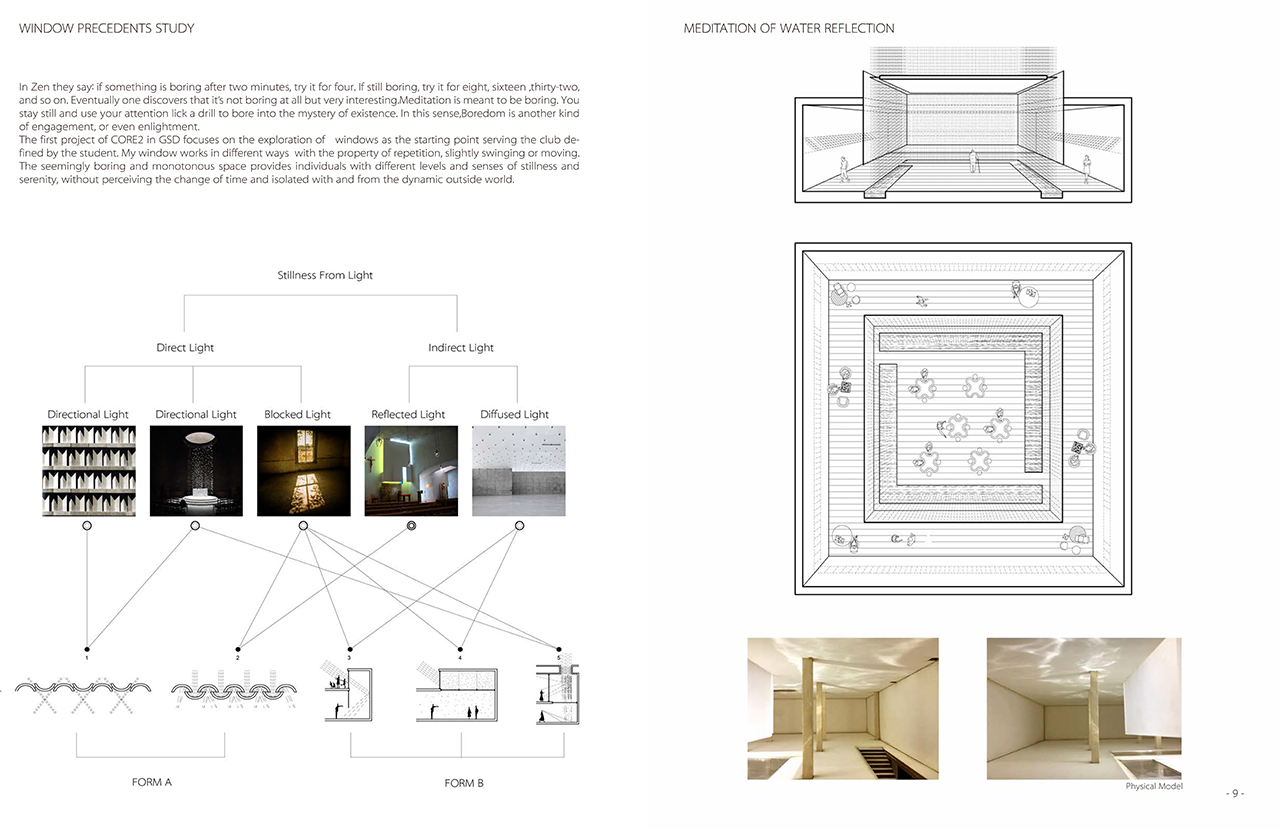 WINDOW PRECEDENTS STUDY
In Zen they say: if something is boring after two minutes, try it for four. If still boring, try it for eight, sixteen ,thirty-two,
and so on. Eventually one discovers that it's not boring at all but very interesting.Meditation is meant to be boring. You
stay still and use your attention lick a drill to bore into the mystery of existence. In this sense,Boredom is another kind
of engagement, or even enlightment.
The first project of CORE2 in GSD focuses on the exploration of windows as the starting point serving the club de-
fined by the student. My window works in different ways with the property of repetition, slightly swinging or moving.
The seemingly boring and monotonous space provides individuals with different levels and senses of stillness and
serenity, without perceiving the change of time and isolated with and from the dynamic outside world.
Stillness From Light
Direct Light
Indirect Light
Directional Light
Directional Light
Blocked Light
Reflected Light
Diffused Light
1
2
3
4
5
FORM A
FORM B
MEDITATION OF WATER REFLECTION
Physical Model
- 9 -